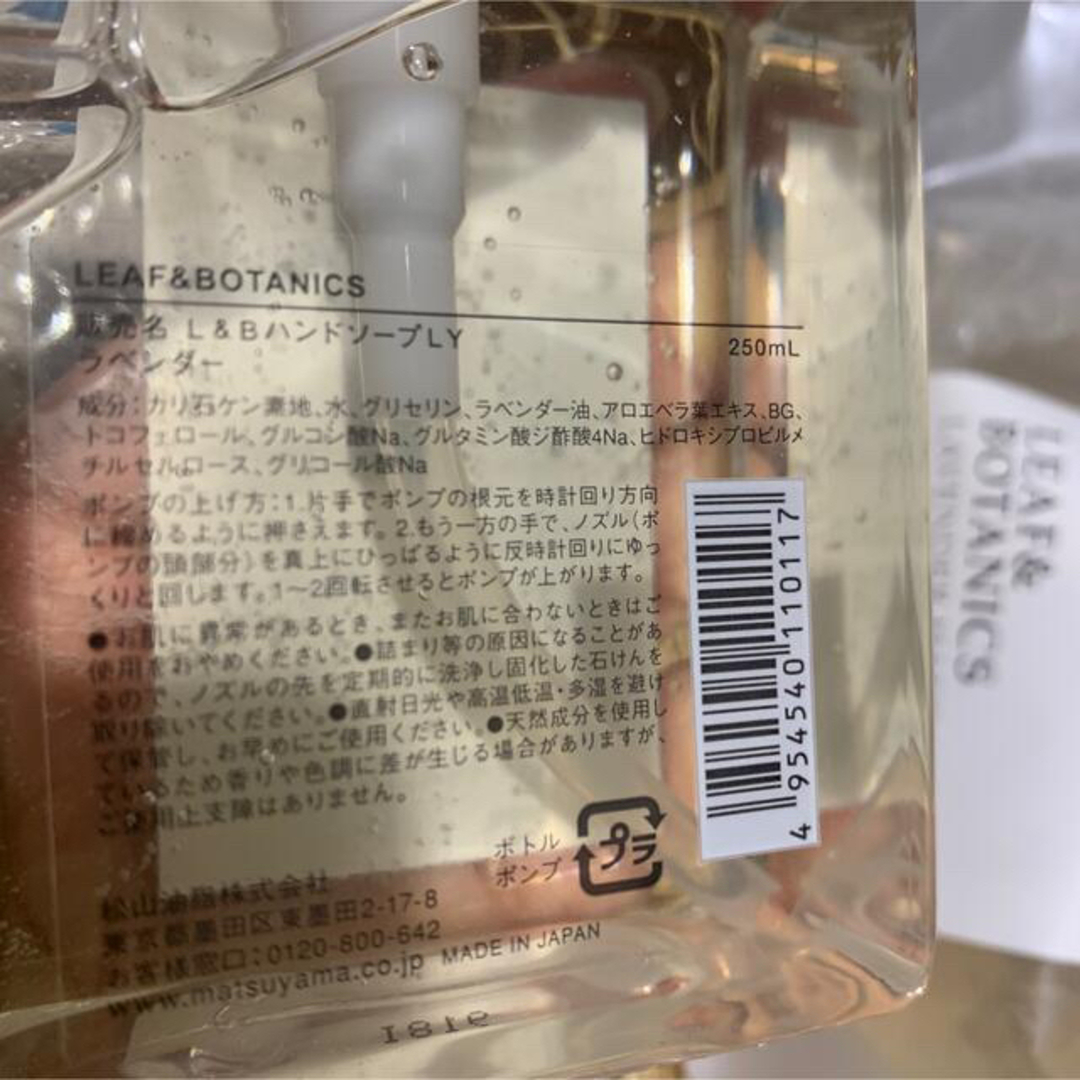 LEAF&BOTANICS
販売名 L&BハンドソープLY
ラベンダー
250mL
成分:カリ石ケン素地、水、グリセリン、ラベンダー油、アロエベラ葉エキス、BG、
トコフェロール、グルコン酸Na、グルタミン酸ジ酢酸4Na、ヒドロキシプロピルメ
チルセルロース、グリコール酸Na
ポンプの上げ方:1.片手でポンプの根元を時計回り方向
に締めるように押さえます。2.もう一方の手で、ノズル(ポ
ンプの頭部分)を真上にひっぱるように反時計回りにゆっ
くりと回します。1〜2回転させるとポンプが上がります。
●お肌に異常があるとき、またお肌に合わないときはご
使用をおやめください。●詰まり等の原因になることがあ
るので、ノズルの先を定期的に洗浄し固化した石けんを
取り除いてください。●直射日光や高温低温・多湿を避け
て保管し、お早めにご使用ください。●天然成分を使用し
ているため香りや色調に差が生じる場合がありますが、
ご使用上支障はありません。
ボトル
ポンプ
プラ
松山油脂株式会社
東京都墨田区東墨田2-17-8
お客様窓口:0120-800-642
www.matsuyama.co.jp MADE IN JAPAN
1816
4954540110117
LEAF&
BOTANICS